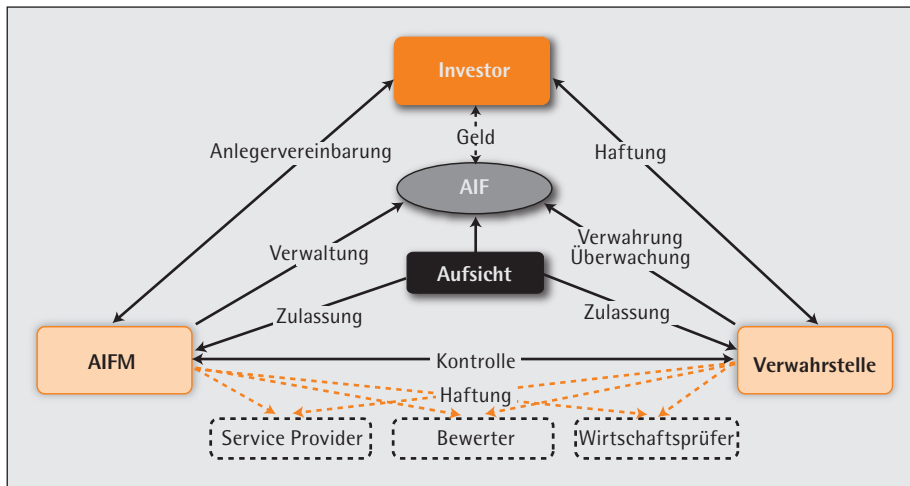 Investor
Geld
Anlegervereinbarung
Haftung
AIF
Verwaltung
Verwahrung
Überwachung
Aufsicht
Zulassung
Zulassung
AIFM
Kontrolle
Verwahrstelle
Haftung
Service Provider
Bewerter
Wirtschaftsprüfer